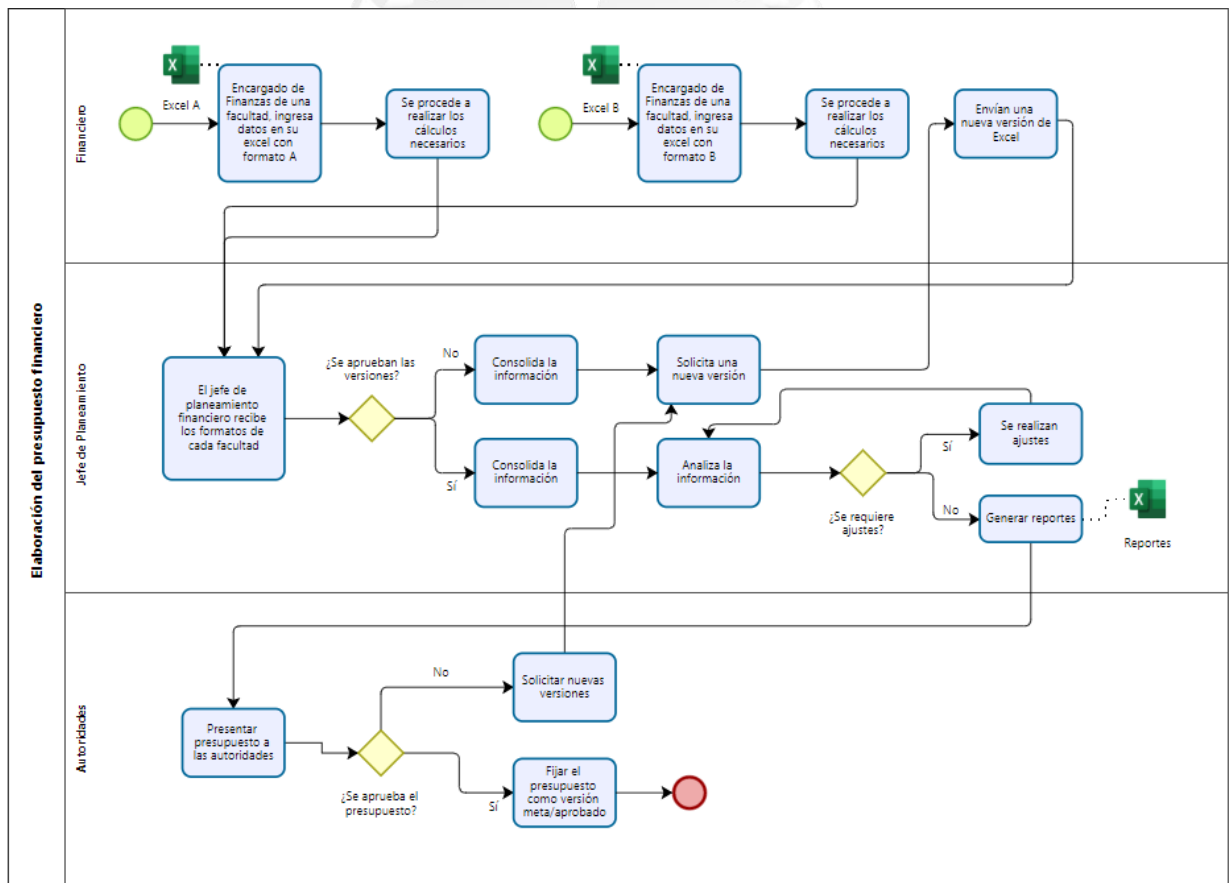 Elaboración del presupuesto financiero
Financiero
Excel A
Encargado de
Finanzas de una
facultad, ingresa
datos en su
excel con
formato A
Se procede a
realizar los
cálculos
necesarios
Excel B
Encargado de
Finanzas de una
facultad, ingresa
datos en su
excel con
formato B
Se procede a
realizar los
cálculos
necesarios
Envían una
nueva versión de
Excel
Jefe de Planeamiento
El jefe de
planeamiento
financiero recibe
los formatos de
cada facultad
¿Se aprueban las
versiones?
No
Consolida la
información
Solicita una
nueva versión
Sí
Consolida la
información
Analiza la
información
¿Se requiere
ajustes?
Sí
Se realizan
ajustes
No
Generar reportes
Reportes
Autoridades
Presentar
presupuesto a
las autoridades
¿Se aprueba el
presupuesto?
No
Solicitar nuevas
versiones
Sí
Fijar el
presupuesto
como versión
meta/aprobado